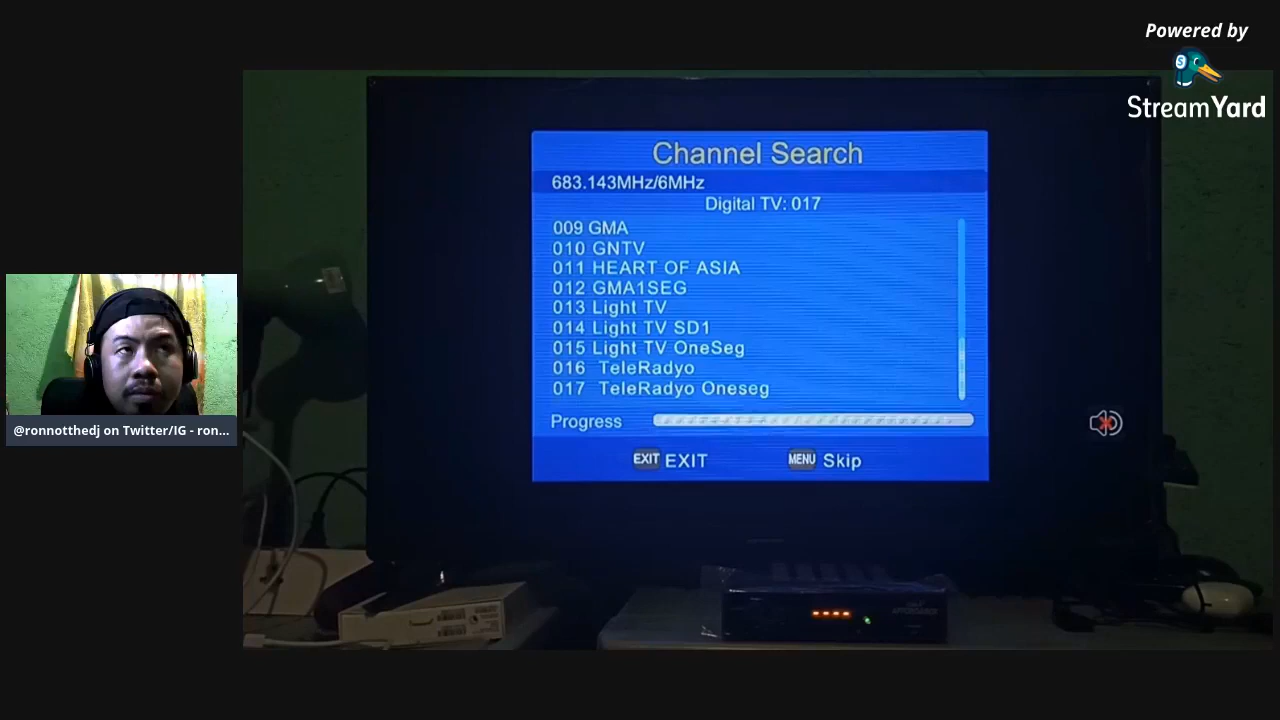 Powered by
StreamYard
Channel Search
683.143MHz/6MHz
Digital TV: 017
009 GMA
010 GNTV
011 HEART OF ASIA
012 GMA1SEG
013 Light TV
014 Light TV SD1
015 Light TV OneSeg
016 TeleRadyo
017 TeleRadyo Oneseg
Progress
EXIT EXIT
MENU Skip
@ronnotthedj on Twitter/IG - ron...